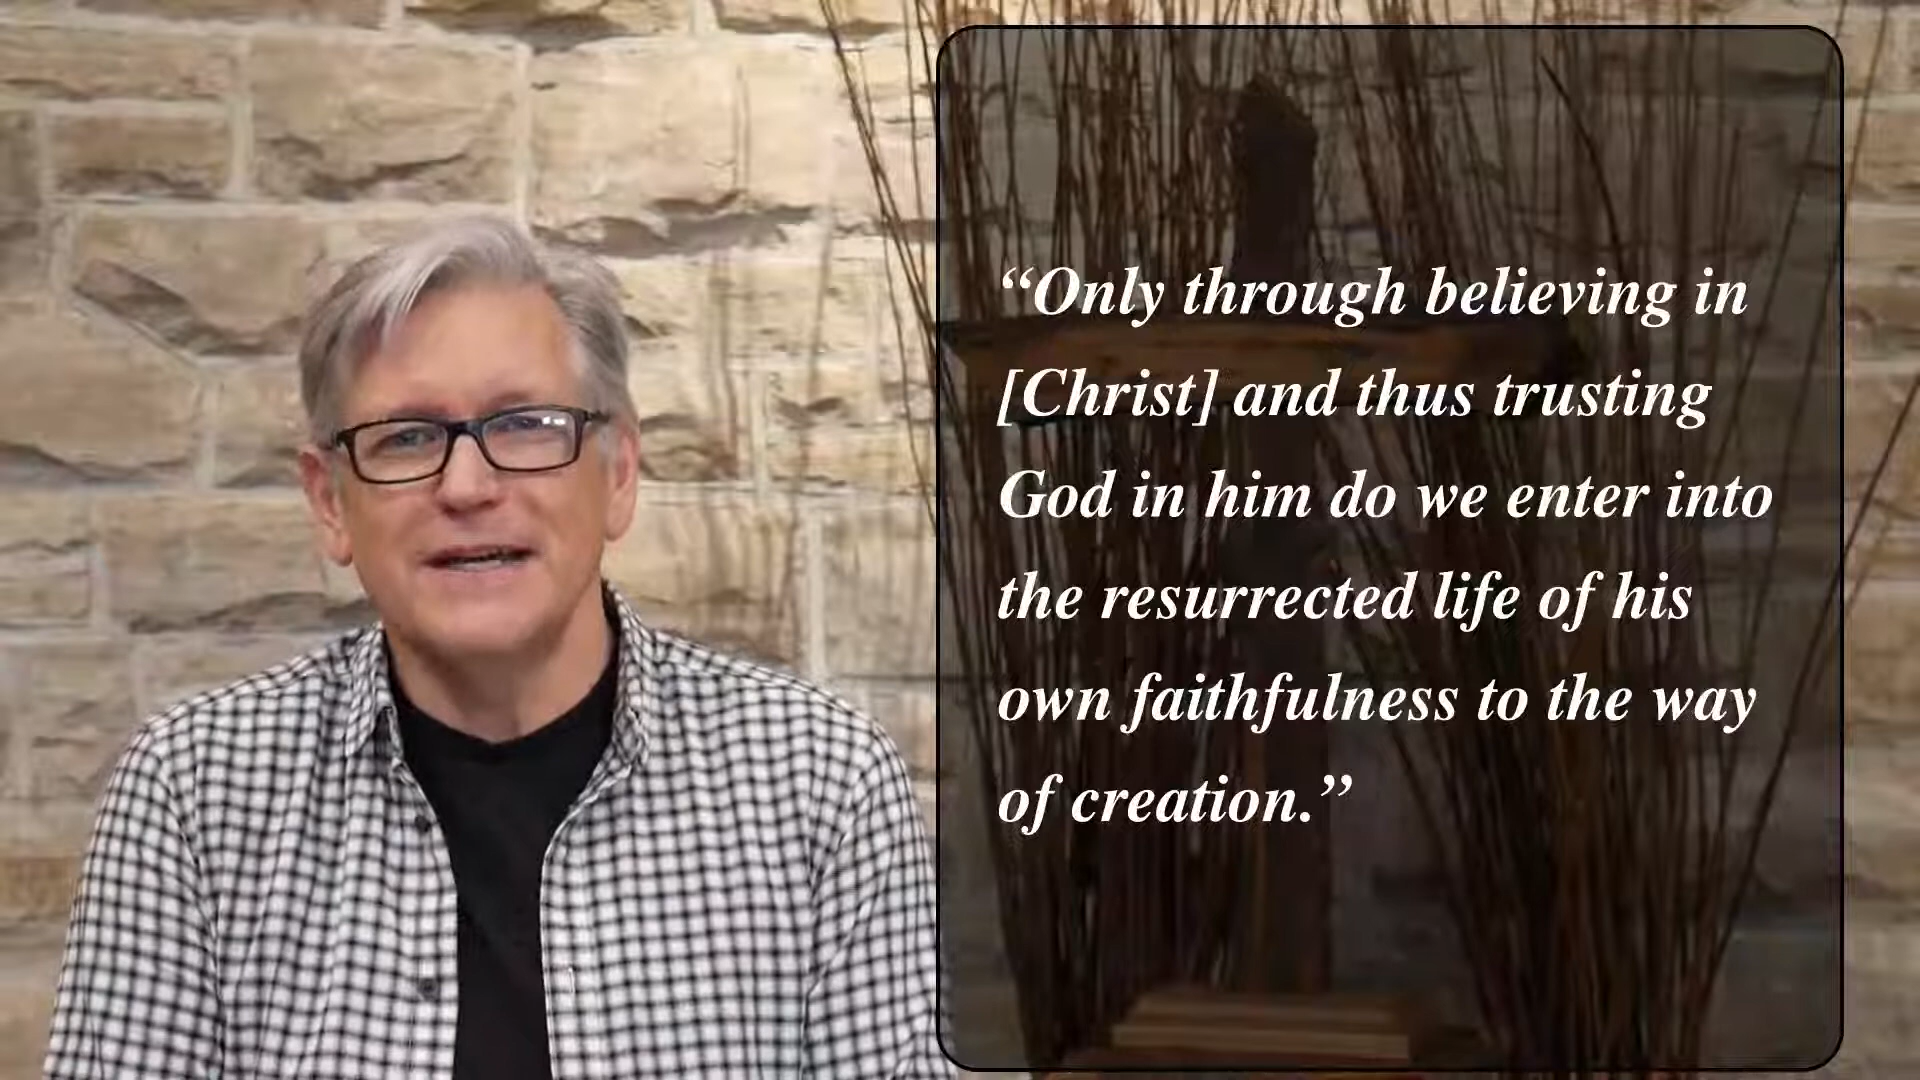 “Only through believing in
[Christ] and thus trusting
God in him do we enter into
the resurrected life of his
own faithfulness to the way
of creation.”